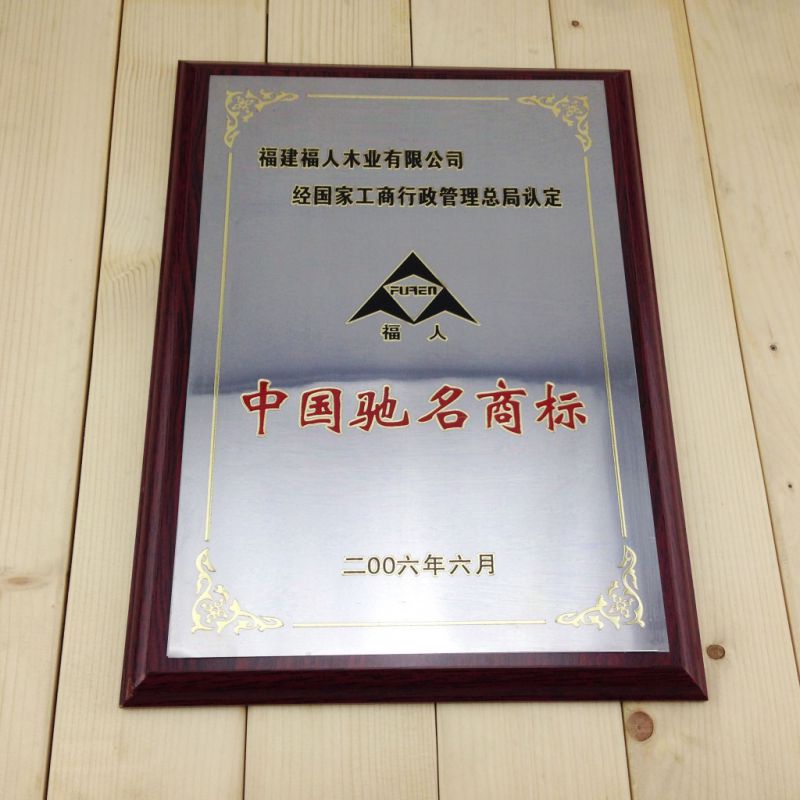 福建福人木业有限公司
经国家工商行政管理总局认定
FUREN
福人
中国驰名商标
二00六年六月